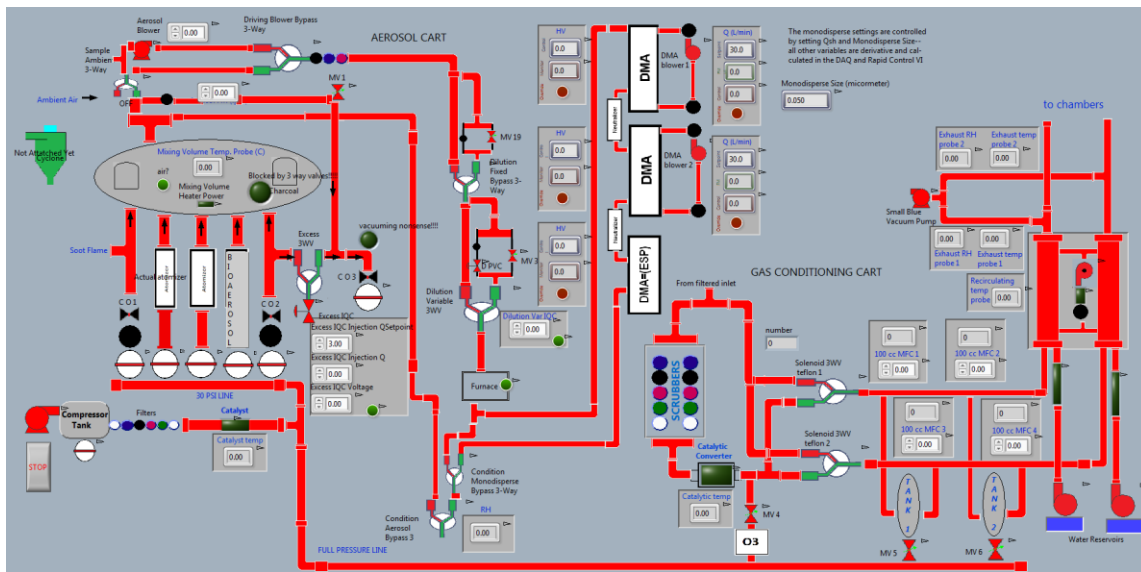 Aerosol
Blower
0.00
Driving Blower Bypass
3-Way
AEROSOL CART
Sample
Ambien
3-Way
OFF
0.00
MV 1
Ambient Air
Not Attatched Yet
Cyclone
Mixing Volume Temp. Probe (C)
0.00
air?
Mixing Volume
Heater Power
Blocked by 3 way valves!!!!
Charcoal
Soot Flame
C O 1
Actual atomizer
Atomizer
Atomizer
BIOAEROSOL
C O 2
Excess
3WV
vacuuming nonsense!!!!
C O 3
Excess IQC
Excess IQC Injection QSetpoint
3.00
Excess IQC Injection Q
0.00
Excess IQC Voltage
0.00
30 PSI LINE
Compressor
Tank
Filters
Catalyst
Catalyst temp
0.00
STOP
FULL PRESSURE LINE
MV 19
Dilution
Fixed
Bypass 3-
Way
D PVC
MV 3
Dilution
Variable
3WV
Dilution Var IQC
0.00
Furnace
Condition
Monodisperse
Bypass 3-Way
Condition
Aerosol
Bypass 3
RH
0.00
HV
0.0
0.0
HV
0.0
0.0
HV
0.0
0.0
DMA
Neutralizer
DMA
Neutralizer
DMA=(ESP)
DMA
blower 1
DMA
blower 2
Q (L/min)
30.0
0.0
0.0
Q (L/min)
30.0
0.0
0.0
The monodisperse settings are controlled
by setting Qsh and Monodisperse Size--
all other variables are derivative and cal-
culated in the DAQ and Rapid Control VI
Monodisperse Size (micormeter)
0.050
GAS CONDITIONING CART
From filtered inlet
SCRUBBERS
number
0
Catalytic
Converter
Catalytic temp
0.00
Solenoid 3WV
teflon 1
Solenoid 3WV
teflon 2
MV 4
O3
to chambers
Exhaust RH
probe 2
0.00
Exhaust temp
probe 2
0.00
Small Blue
Vacuum Pump
0.00
Exhaust RH
probe 1
0.00
Exhaust temp
probe 1
Recirculating
temp
probe
0.00
0
100 cc MFC 1
0.00
0
100 cc MFC 2
0.00
0
100 cc MFC 3
0.00
0
100 cc MFC 4
0.00
TANK 1
TANK 2
MV 5
MV 6
Water Reservoirs